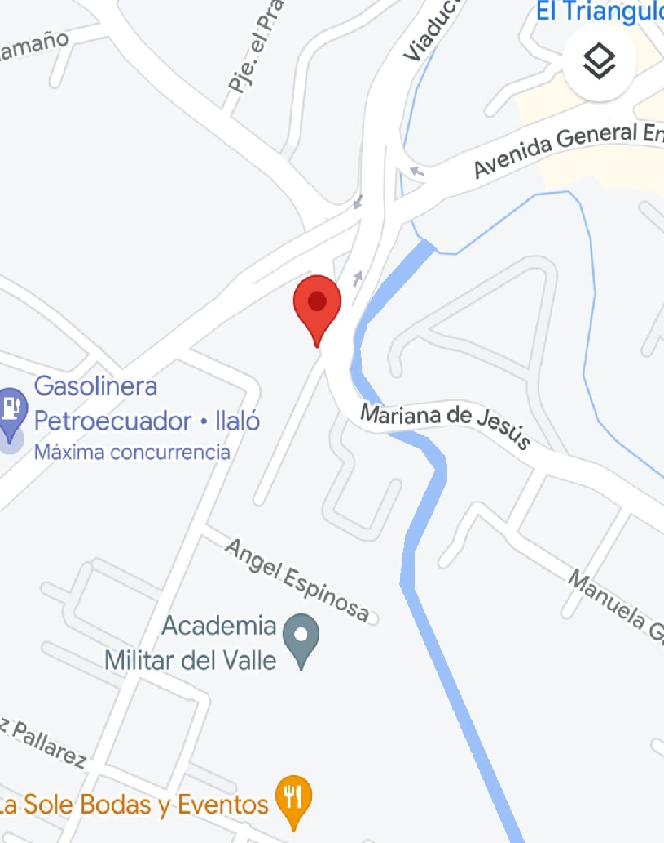 El Triangulo
amaño
Pje. el Pra
Viaduc
Avenida General En
Gasolinera
Petroecuador • Ilaló
Máxima concurrencia
Mariana de Jesús
Angel Espinosa
Manuela Ga
Academia
Militar del Valle
z Pallarez
La Sole Bodas y Eventos